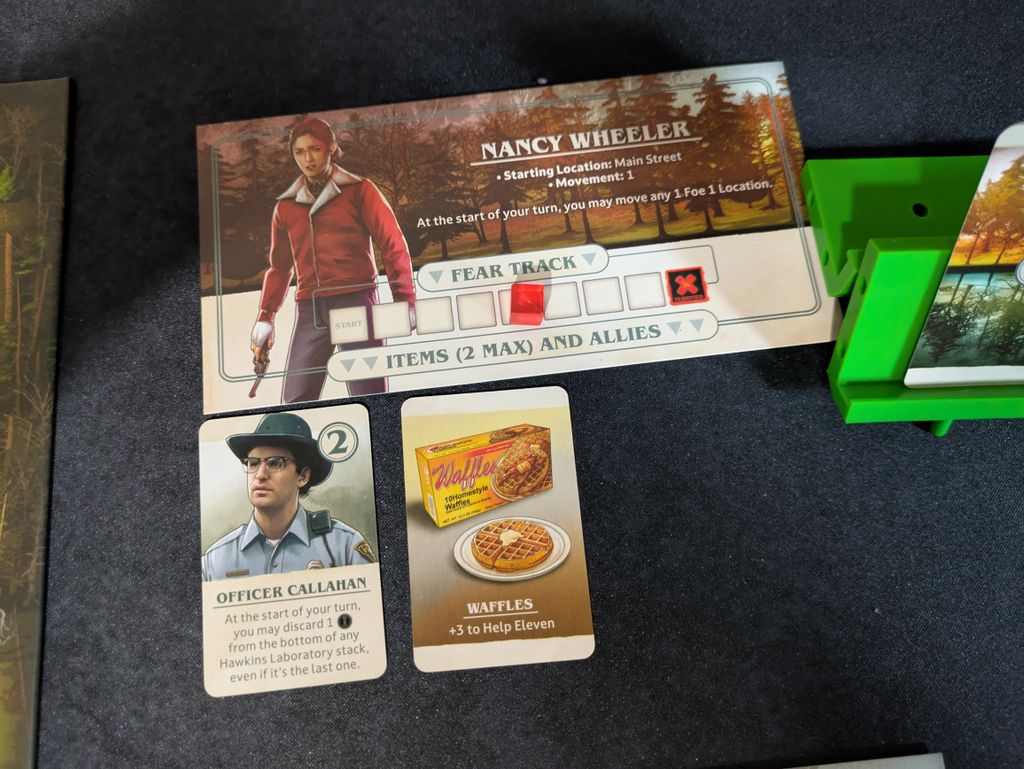 NANCY WHEELER
• Starting Location: Main Street
• Movement: 1
At the start of your turn, you may move any 1 Foe 1 Location.
FEAR TRACK
START
TERRIFIED
ITEMS (2 MAX) AND ALLIES
2
OFFICER CALLAHAN
At the start of your turn,
you may discard 1
from the bottom of any
Hawkins Laboratory stack,
even if it's the last one.
Waffles
10 Homestyle
Waffles
WAFFLES
+3 to Help Eleven